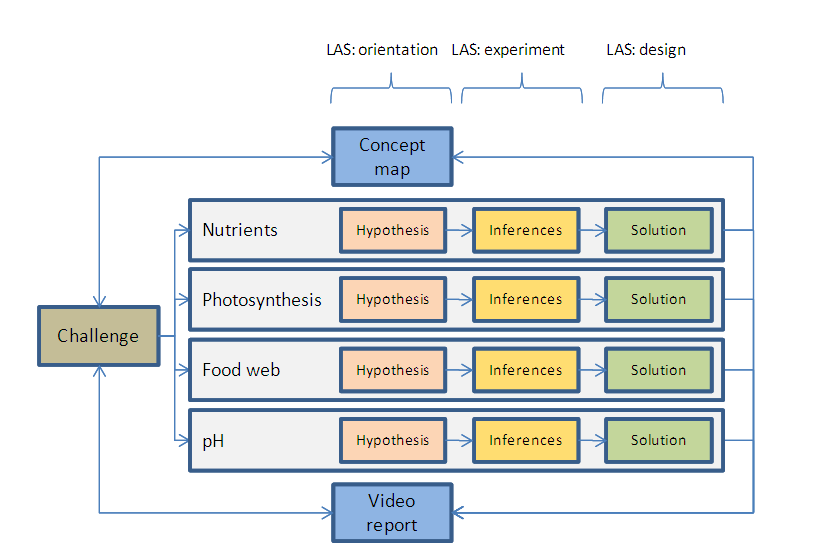 LAS: orientation
LAS: experiment
LAS: design
Concept
map
Nutrients
Hypothesis
Inferences
Solution
Photosynthesis
Hypothesis
Inferences
Solution
Challenge
Food web
Hypothesis
Inferences
Solution
pH
Hypothesis
Inferences
Solution
Video
report